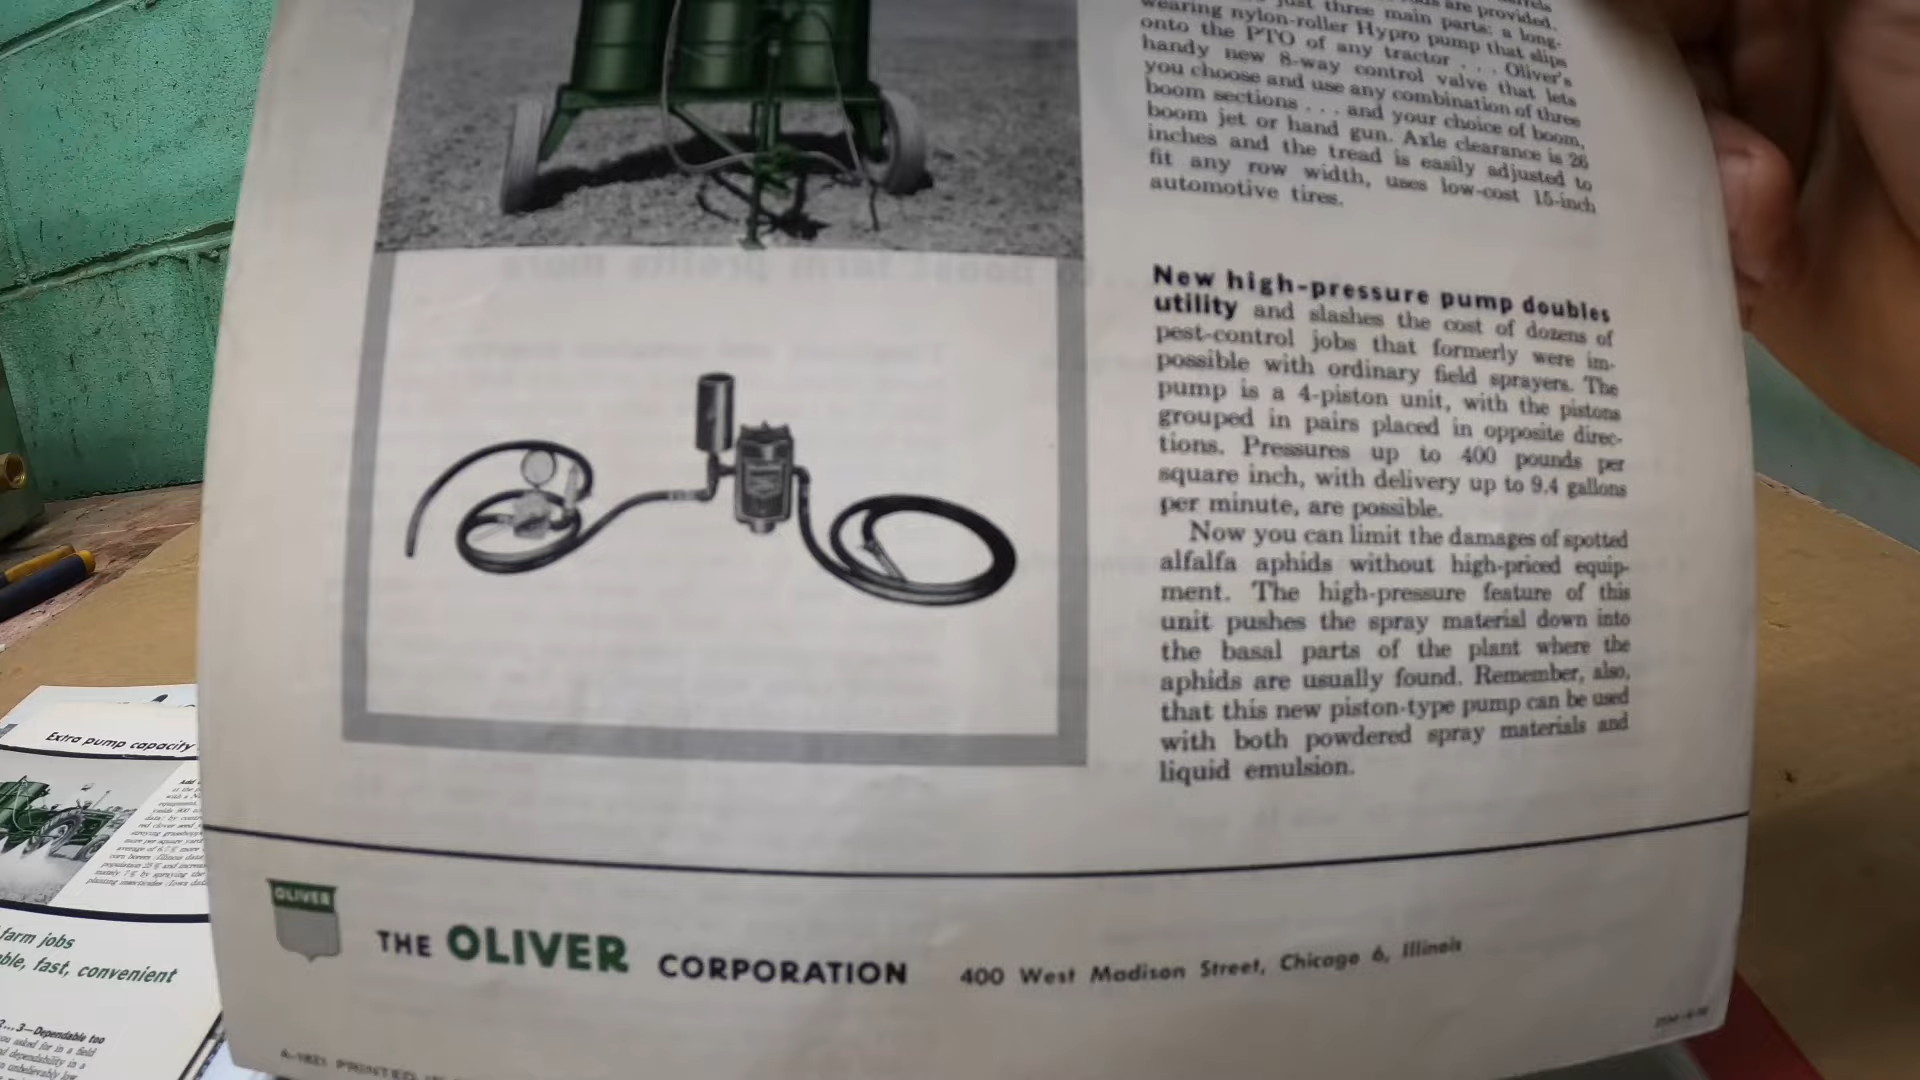 are provided.
just three main parts: a long-
wearing nylon-roller Hypro pump that slips
onto the PTO of any tractor . . . Oliver's
handy new 8-way control valve that lets
you choose and use any combination of three
boom sections . . . and your choice of boom,
boom jet or hand gun. Axle clearance is 26
inches and the tread is easily adjusted to
fit any row width, uses low-cost 15-inch
automotive tires.
New high-pressure pump doubles
utility and slashes the cost of dozens of
pest-control jobs that formerly were im-
possible with ordinary field sprayers. The
pump is a 4-piston unit, with the pistons
grouped in pairs placed in opposite direc-
tions. Pressures up to 400 pounds per
square inch, with delivery up to 9.4 gallons
per minute, are possible.
Now you can limit the damages of spotted
alfalfa aphids without high-priced equip-
ment. The high-pressure feature of this
unit pushes the spray material down into
the basal parts of the plant where the
aphids are usually found. Remember, also,
that this new piston-type pump can be used
with both powdered spray materials and
liquid emulsion.
OLIVER
THE OLIVER CORPORATION 400 West Madison Street, Chicago 6, Illinois
PRINTED
Extra pump capacity
farm jobs
fast, convenient
3—Dependable too
asked for in a field
dependability in a
unbelievably low